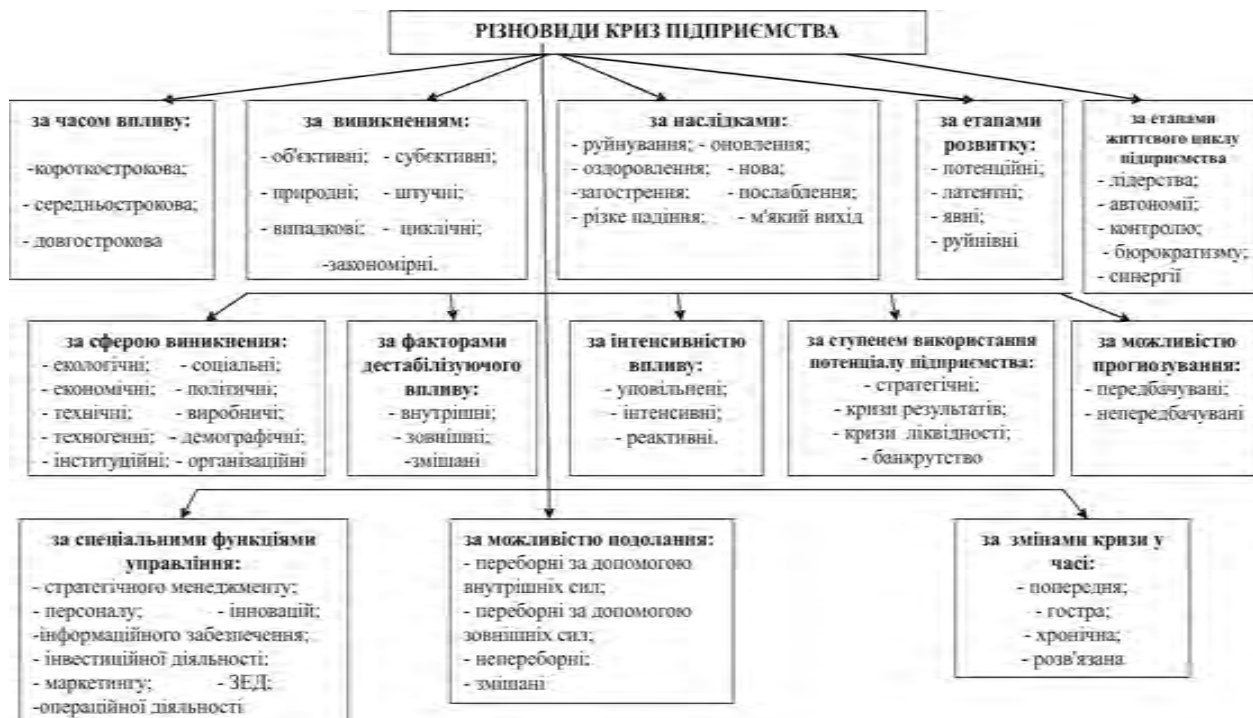 РІЗНОВИДИ КРИЗ ПІДПРИЄМСТВА
за часом впливу:
-короткострокова;
- середньострокова;
- довгострокова
за виникненням:
- об'єктивні; - субєктивні;
- природні; - штучні;
- випадкові; - циклічні;
-закономірні.
за наслідками:
- руйнування; - оновлення;
- оздоровлення; - нова;
-загострення; - послаблення;
- різке падіння; - м'який вихід
за етапами
розвитку:
- потенційні;
- латентні;
- явні;
- руйнівні
за етапами
життєвого циклу
підприємства
- лідерства;
- автономії;
- контролю;
- бюрократизму;
- синергії
за сферою виникнення:
- екологічні; - соціальні;
- економічні; - політичні;
- технічні; - виробничі;
- техногенні; - демографічні;
- інституційні; - організаційні
за факторами
дестабілізуючого
впливу:
- внутрішні;
- зовнішні;
-змішані
за інтенсивністю
впливу:
- уповільнені;
- інтенсивні;
- реактивні.
за ступенем використання
потенціалу підприємства:
- стратегічні;
- кризи результатів;
- кризи ліквідності;
- банкрутство
за можливістю
прогнозування:
- передбачувані;
- непередбачувані
за спеціальними функціями
управління:
- стратегічного менеджменту;
- персоналу; - інновацій;
-інформаційного забезпечення;
- інвестиційної діяльності;
- маркетингу; - ЗЕД;
-операційної діяльності
за можливістю подолання:
- переборні за допомогою
внутрішніх сил;
- переборні за допомогою
зовнішніх сил;
- непереборні;
- змішані
за змінами кризи у
часі:
- попередня;
- гостра;
- хронічна;
- розв'язана